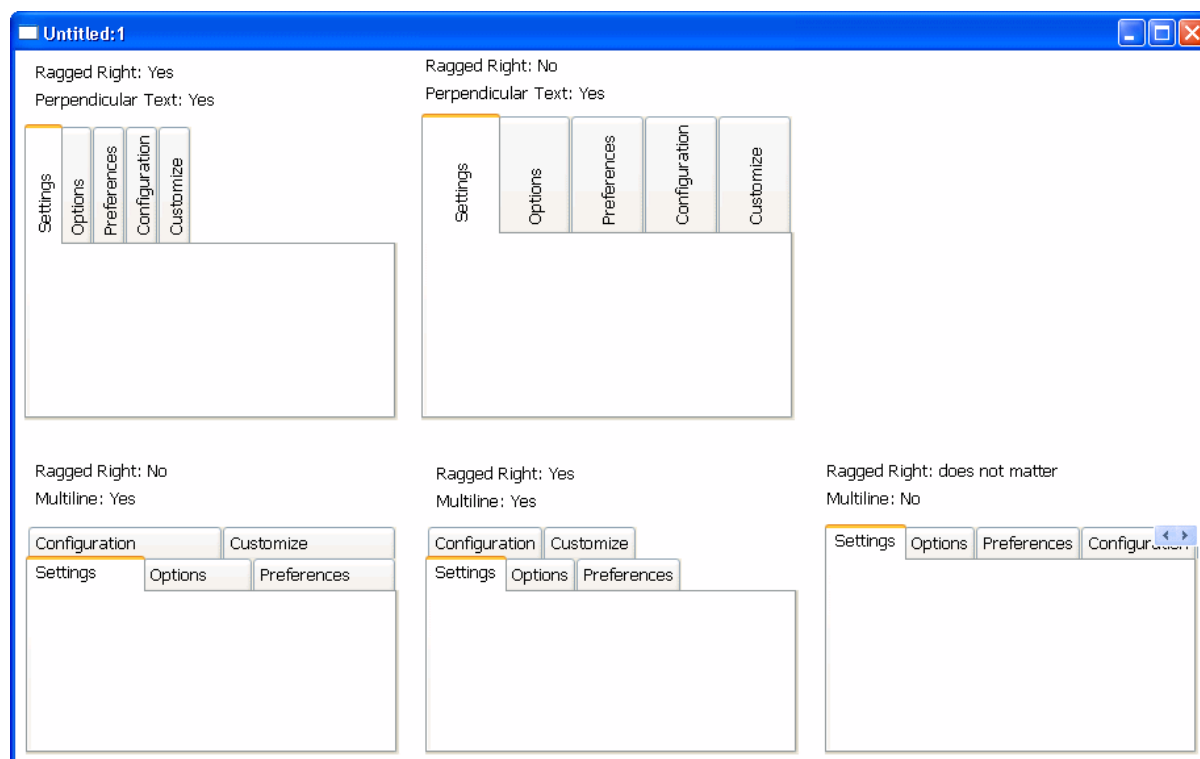 Untitled:1
Ragged Right: Yes
Perpendicular Text: Yes
Settings
Options
Preferences
Configuration
Customize
Ragged Right: No
Perpendicular Text: Yes
Settings
Options
Preferences
Configuration
Customize
Ragged Right: No
Multiline: Yes
Configuration Customize
Settings Options Preferences
Ragged Right: Yes
Multiline: Yes
Configuration Customize
Settings Options Preferences
Ragged Right: does not matter
Multiline: No
Settings Options Preferences Configuration